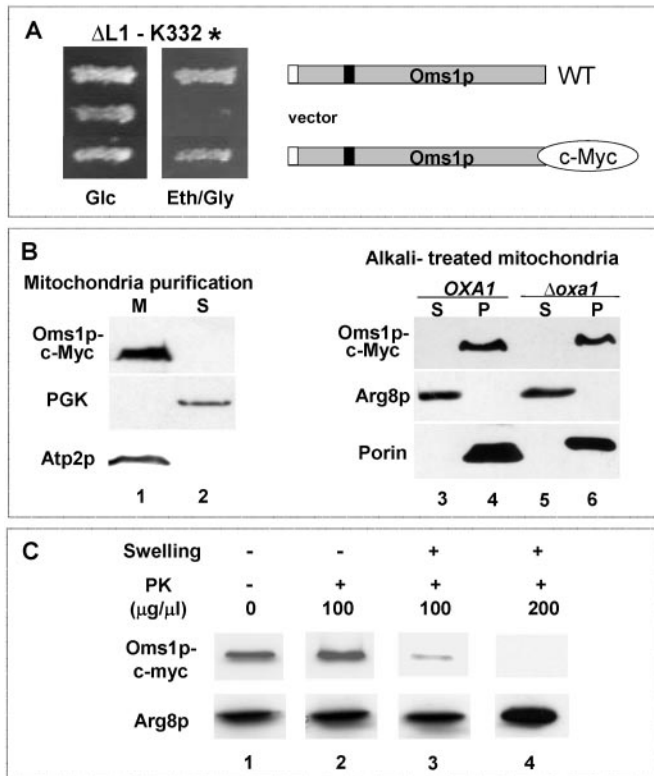 A
ΔL1 - K332 *
Oms1p WT
vector
Oms1p c-Myc
Glc Eth/Gly
B
Mitochondria purification
M S
Oms1p-
c-Myc
PGK
Atp2p
1 2
Alkali- treated mitochondria
OXA1 Δoxa1
S P S P
Oms1p-
c-Myc
Arg8p
Porin
3 4 5 6
C
Swelling - - + +
PK - + + +
(µg/µl) 0 100 100 200
Oms1p-
c-myc
Arg8p
1 2 3 4